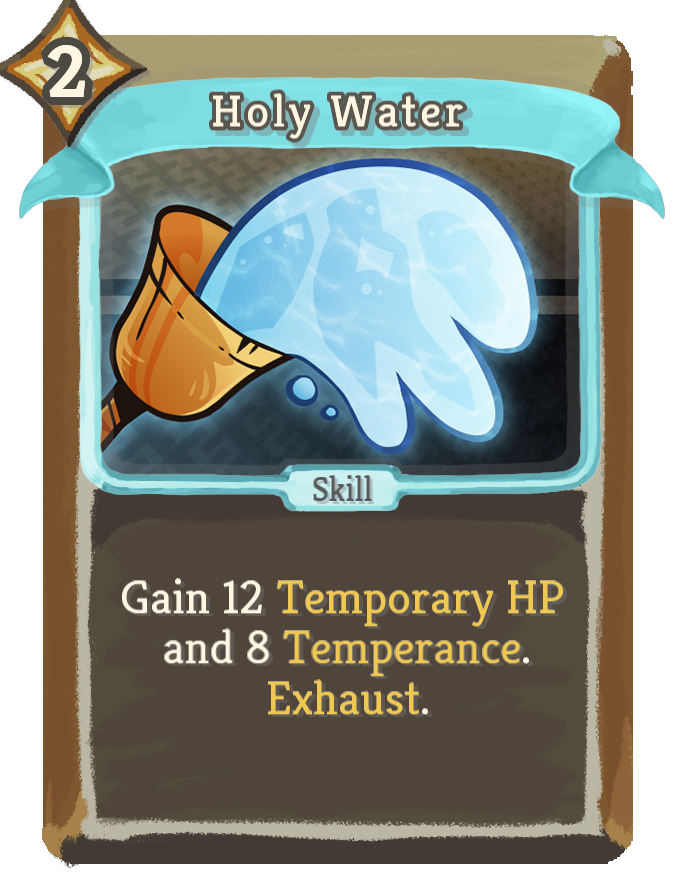 2
Holy Water
Skill
Gain 12 Temporary HP
and 8 Temperance.
Exhaust.